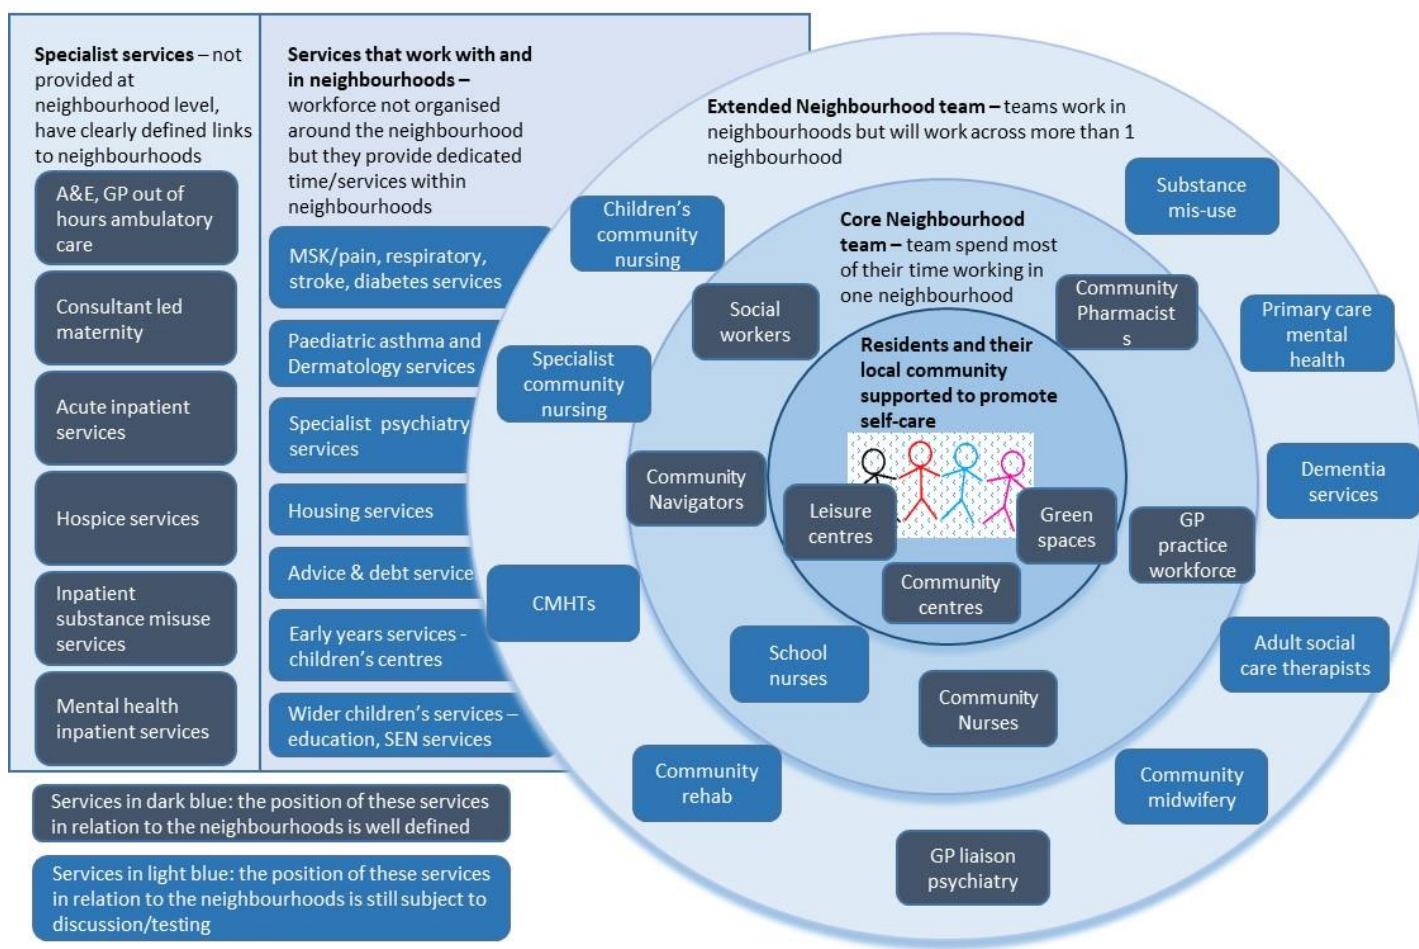 Specialist services – not
provided at
neighbourhood level,
have clearly defined links
to neighbourhoods
A&E, GP out of
hours ambulatory
care
Consultant led
maternity
Acute inpatient
services
Hospice services
Inpatient
substance misuse
services
Mental health
inpatient services
Services that work with and
in neighbourhoods –
workforce not organised
around the neighbourhood
but they provide dedicated
time/services within
neighbourhoods
MSK/pain, respiratory,
stroke, diabetes services
Paediatric asthma and
Dermatology services
Specialist psychiatry
services
Housing services
Advice & debt service
Early years services -
children's centres
Wider children's services –
education, SEN services
Extended Neighbourhood team – teams work in
neighbourhoods but will work across more than 1
neighbourhood
Children's
community
nursing
Substance
mis-use
Specialist
community
nursing
Primary care
mental
health
CMHTs
Dementia
services
Adult social
care therapists
Community
rehab
Community
midwifery
GP liaison
psychiatry
Core Neighbourhood
team – team spend most
of their time working in
one neighbourhood
Social
workers
Community
Pharmacist
s
Community
Navigators
GP
practice
workforce
School
nurses
Community
Nurses
Residents and their
local community
supported to promote
self-care
Leisure
centres
Green
spaces
Community
centres
Services in dark blue: the position of these services
in relation to the neighbourhoods is well defined
Services in light blue: the position of these services
in relation to the neighbourhoods is still subject to
discussion/testing